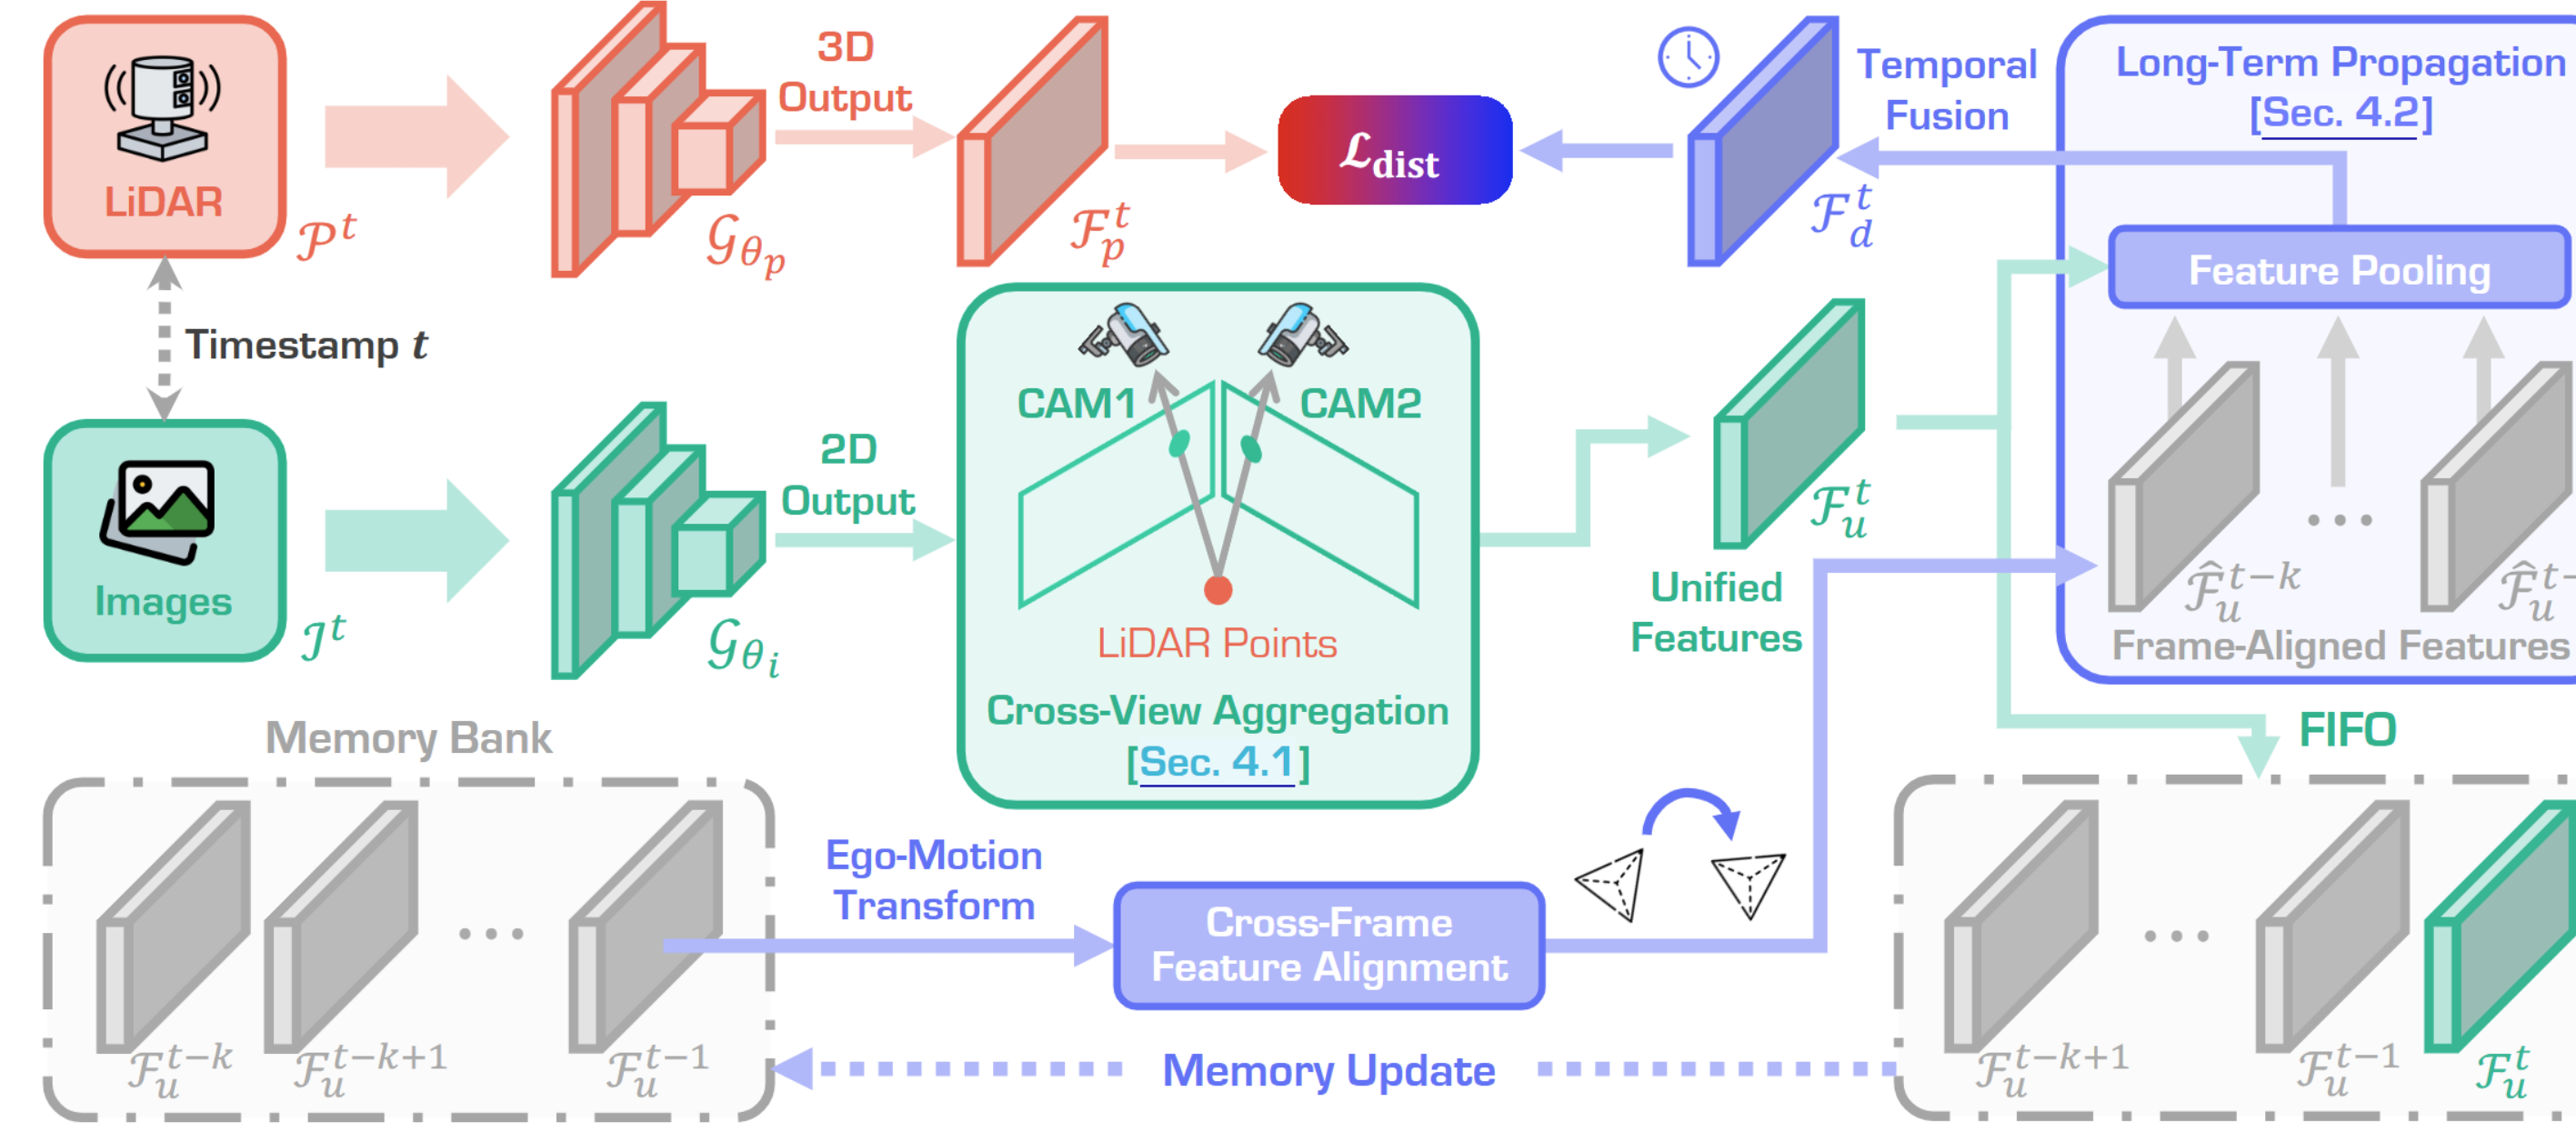 LiDAR
𝒫ᵗ
3D
Output
𝒢_{θ_p}
ℱ_p^t
ℒ_dist
ℱ_d^t
Temporal
Fusion
Long-Term Propagation
[Sec. 4.2]
Feature Pooling
Timestamp t
Images
ℐᵗ
2D
Output
𝒢_{θ_i}
CAM1
CAM2
LiDAR Points
Cross-View Aggregation
[Sec. 4.1]
ℱ_u^t
Unified
Features
...
ℱ̂_u^{t−k}
Frame-Aligned Features
FIFO
Memory Bank
ℱ_u^{t−k}
ℱ_u^{t−k+1}
...
ℱ_u^{t−1}
Ego-Motion
Transform
Cross-Frame
Feature Alignment
Memory Update
ℱ_u^{t−k+1}
...
ℱ_u^{t−1}
ℱ_u^t